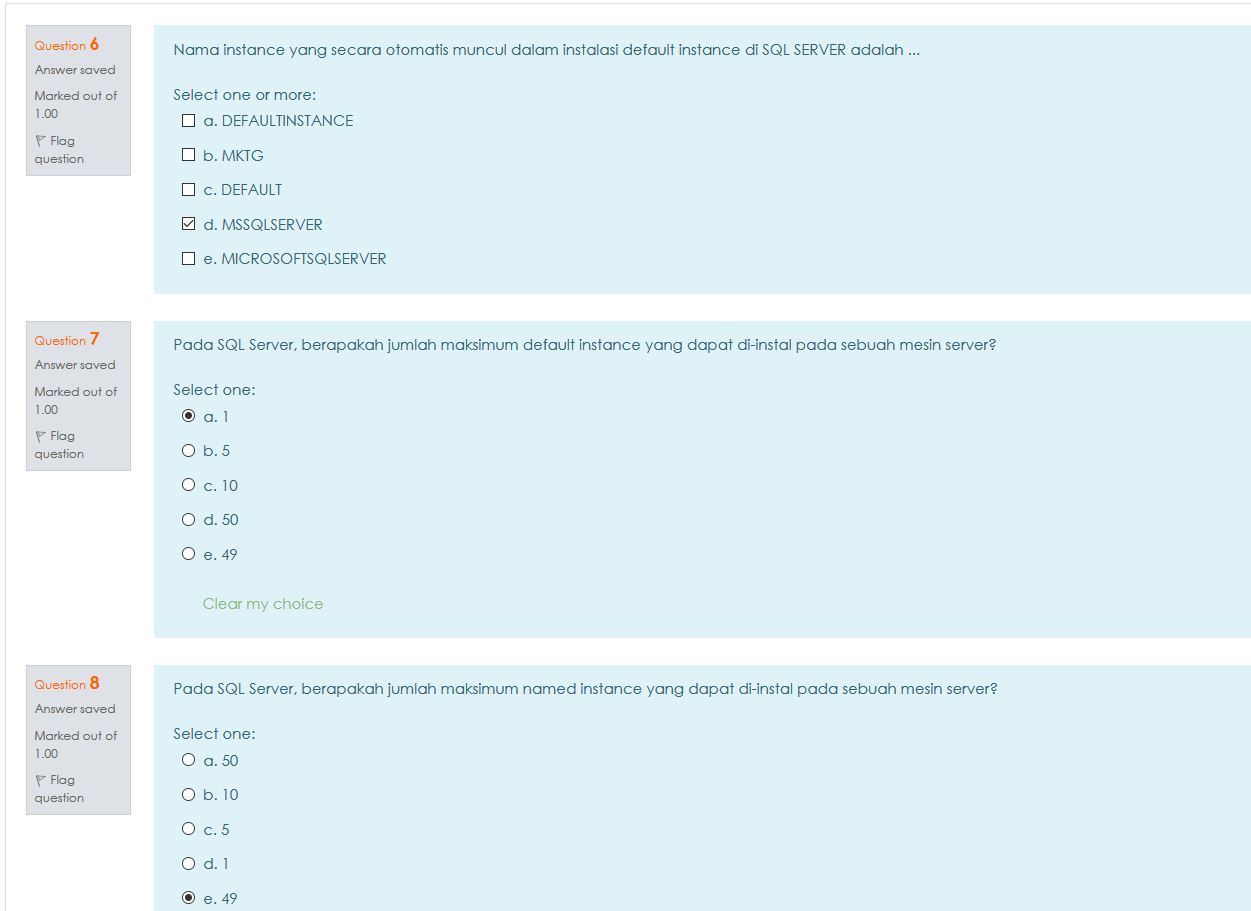 Question 6
Answer saved
Marked out of
1.00
Flag
question
Nama instance yang secara otomatis muncul dalam instalasi default instance di SQL SERVER adalah ...
Select one or more:
a. DEFAULTINSTANCE
b. MKTG
c. DEFAULT
d. MSSQLSERVER
e. MICROSOFTSQLSERVER
Question 7
Answer saved
Marked out of
1.00
Flag
question
Pada SQL Server, berapakah jumlah maksimum default instance yang dapat di-instal pada sebuah mesin server?
Select one:
a. 1
b. 5
c. 10
d. 50
e. 49
Clear my choice
Question 8
Answer saved
Marked out of
1.00
Flag
question
Pada SQL Server, berapakah jumlah maksimum named instance yang dapat di-instal pada sebuah mesin server?
Select one:
a. 50
b. 10
c. 5
d. 1
e. 49